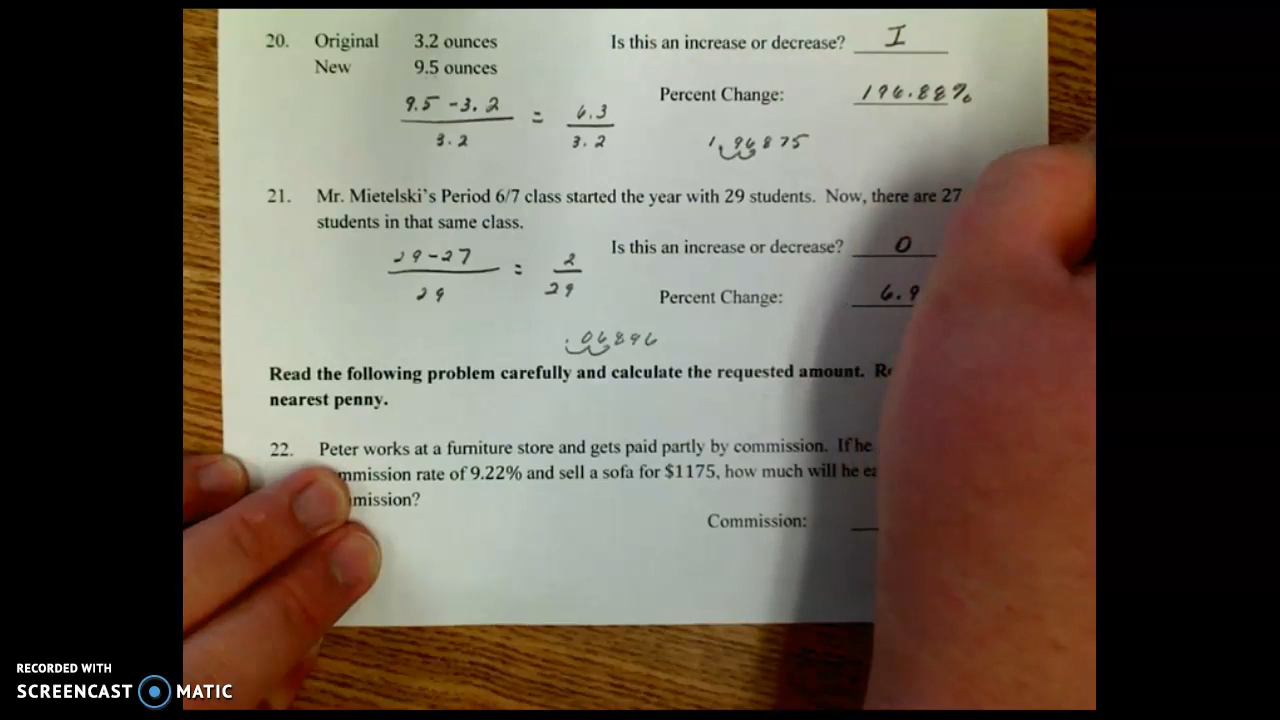 20. Original 3.2 ounces Is this an increase or decrease? I
New 9.5 ounces
Percent Change: 196.88%
9.5 - 3.2 = 6.3
3.2 3.2
1.96875
21. Mr. Mietelski's Period 6/7 class started the year with 29 students. Now, there are 27
students in that same class.
Is this an increase or decrease? D
29-27 = 2
29 29
Percent Change: 6.9
.06896
Read the following problem carefully and calculate the requested amount.
nearest penny.
22. Peter works at a furniture store and gets paid partly by commission. If he
mmission rate of 9.22% and sell a sofa for $1175, how much will he
mission?
Commission:
RECORDED WITH
SCREENCAST MATIC